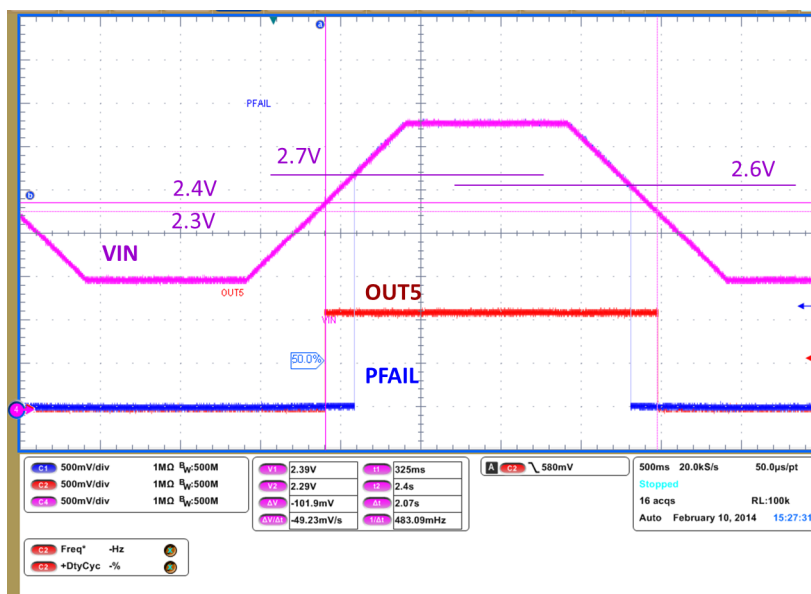 a
PFAIL
2.7V
2.6V
2.4V
b
2.3V
VIN
OUT5
OUT5
VIN
50.0%
PFAIL
4
C1 500mV/div 1MΩ BW:500M
C2 500mV/div 1MΩ BW:500M
C4 500mV/div 1MΩ BW:500M
V1 2.39V t1 325ms
V2 2.29V t2 2.4s
ΔV -101.9mV Δt 2.07s
ΔV/Δt -49.23mV/s 1/Δt 483.09mHz
A C2 \ 580mV
500ms 20.0kS/s 50.0µs/pt
Stopped
16 acqs RL:100k
Auto February 10, 2014 15:27:31
C2 Freq* -Hz
C2 +DtyCyc -%